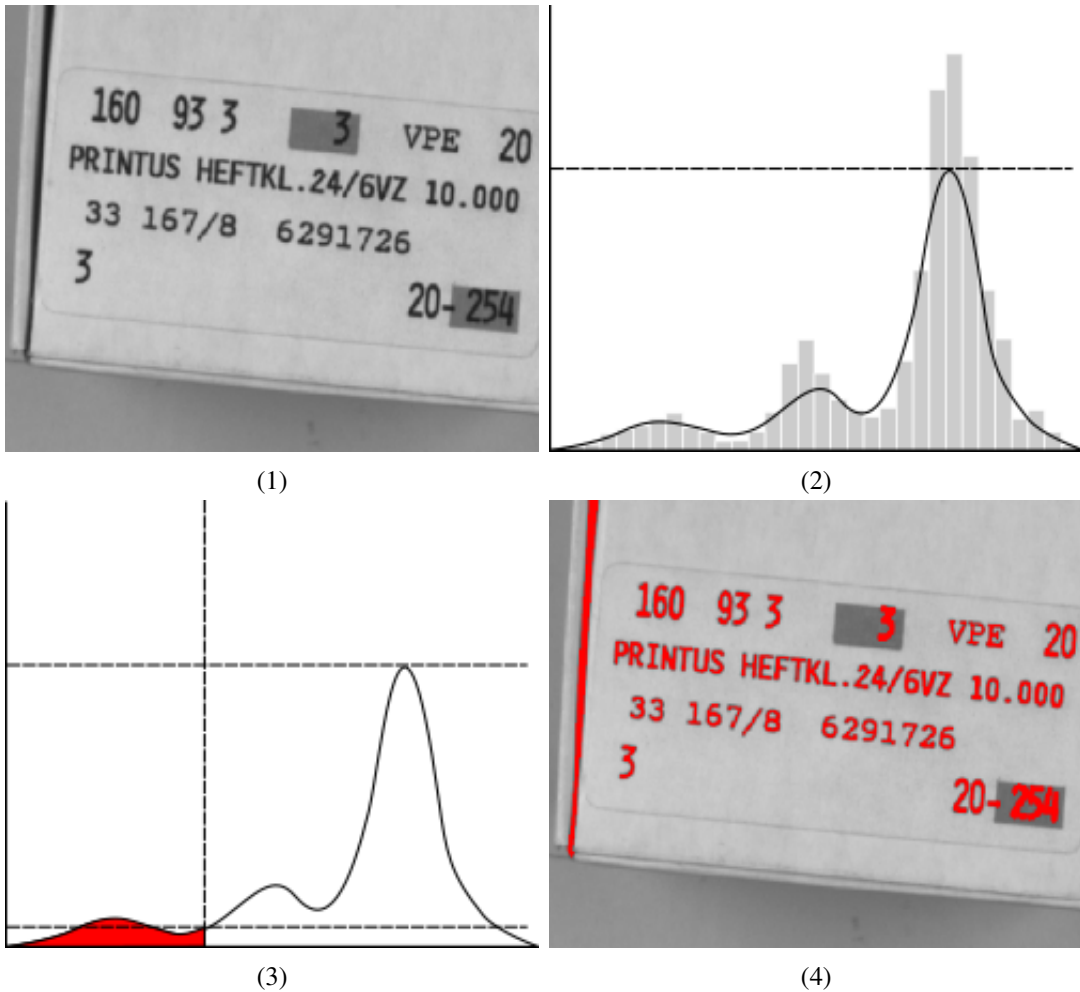 160 93 3 3 VPE 20
PRINTUS HEFTKL.24/6VZ 10.000
33 167/8 6291726
3
20-254
(1)
(2)
160 93 3 3 VPE 20
PRINTUS HEFTKL.24/6VZ 10.000
33 167/8 6291726
3
20-254
(3)
(4)